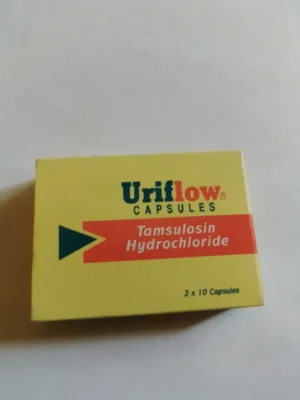 Uriflow®
CAPSULES
Tamsulosin
Hydrochloride
2 x 10 Capsules